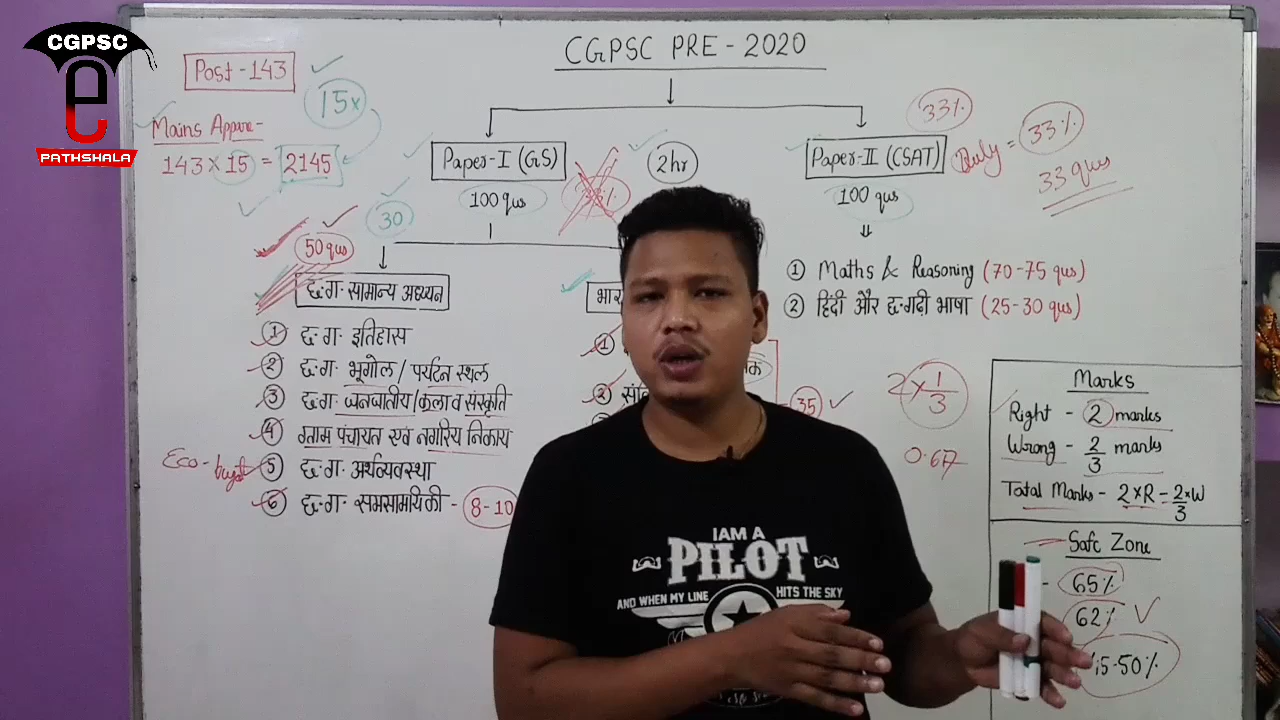 CGPSC
e
PATHSHALA
CGPSC PRE - 2020
Post - 143
15x
Mains Appere-
143 × 15 = 2145
Paper-I (GS)
100 qus
2hr
Paper-II (CSAT)
100 qus
33%
Only = 33%
33 qus
30
50 qus
छ.ग. सामान्य अध्ययन
① छ.ग. इतिहास
② छ.ग. भूगोल / पर्यटन स्थल
③ छ.ग. जनजातीय/कला व संस्कृति
④ ग्राम पंचायत एवं नगरिय निकाय
Eco-
⑤ छ.ग. अर्थव्यवस्था
⑥ छ.ग. समसामयिकी - 8-10
①
②
35
① Maths & Reasoning (70-75 qus)
② हिंदी और छ.गढ़ी भाषा (25-30 qus)
2 × 1/3
0.67
Marks
Right - 2 marks
Wrong - 2/3 marks
Total Marks - 2×R - 2/3×W
Safe Zone
65%
62%
I AM A
PILOT
AND WHEN MY LINE HITS THE SKY